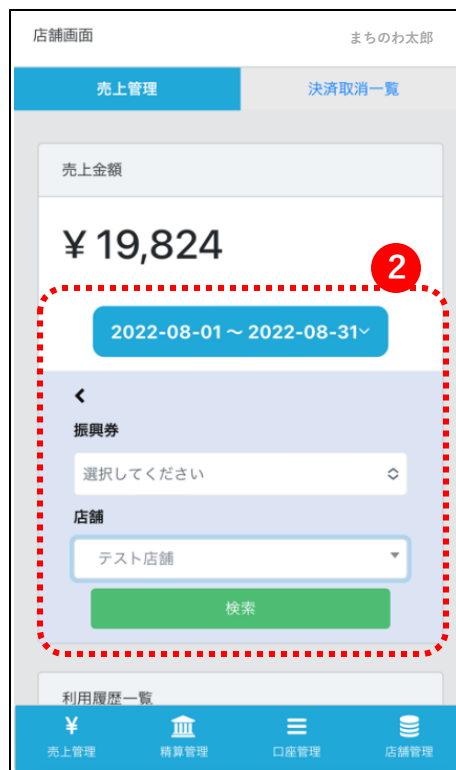 店舗画面
まちのわ太郎
売上管理
決済取消一覧
売上金額
¥ 19,824
2
2022-08-01 ~ 2022-08-31
振興券
選択してください
店舗
テスト店舗
検索
利用履歴一覧
¥
売上管理
精算管理
口座管理
店舗管理